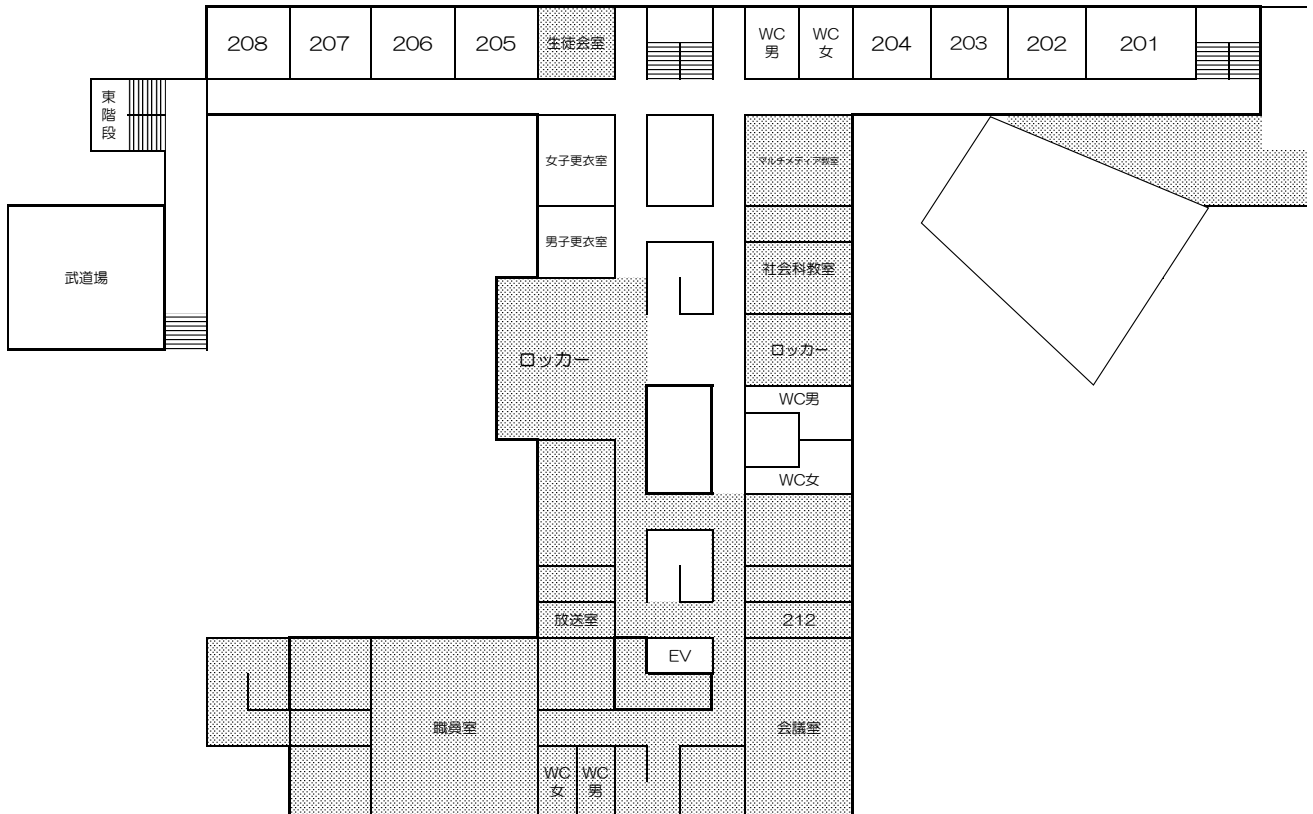 208
207
206
205
生徒会室
WC
男
WC
女
204
203
202
201
東
階
段
女子更衣室
マルチメディア教室
男子更衣室
社会科教室
武道場
ロッカー
ロッカー
WC男
WC女
放送室
212
EV
職員室
会議室
WC
女
WC
男